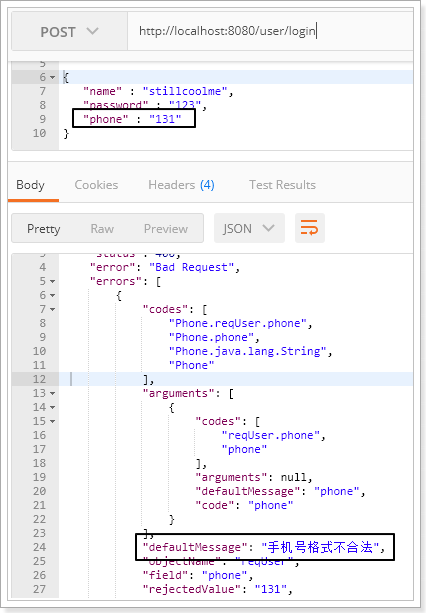 POST
http://localhost:8080/user/login
5
6 {
7 "name" : "stillcoolme",
8 "password" : "123",
9 "phone" : "131"
10 }
Body Cookies Headers (4) Test Results
Pretty Raw Preview JSON
"status": 400,
4 "error": "Bad Request",
5 "errors": [
6 {
7 "codes": [
8 "Phone.reqUser.phone",
9 "Phone.phone",
10 "Phone.java.lang.String",
11 "Phone"
12 ],
13 "arguments": [
14 {
15 "codes": [
16 "reqUser.phone",
17 "phone"
18 ],
19 "arguments": null,
20 "defaultMessage": "phone",
21 "code": "phone"
22 }
23 ],
24 "defaultMessage": "手机号格式不合法",
25 "objectName": "reqUser",
26 "field": "phone",
27 "rejectedValue": "131",